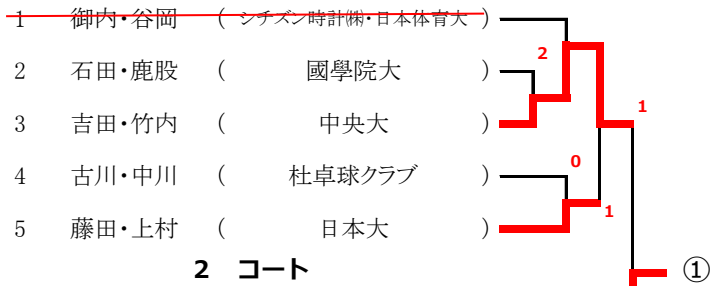 1 御内・谷岡 ( シチズン時計㈱・日本体育大 )
2 石田・鹿股 ( 國學院大 )
2
3 吉田・竹内 ( 中央大 )
1
4 古川・中川 ( 杜卓球クラブ )
0
5 藤田・上村 ( 日本大 )
1
2 コート
①